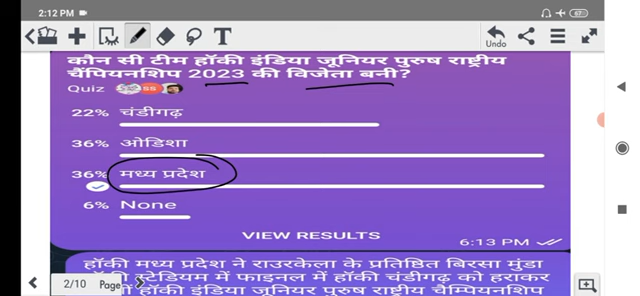 2:12 PM
67
T
Undo
कौन सी टीम हॉकी इंडिया जूनियर पुरुष राष्ट्रीय
चैंपियनशिप 2023 की विजेता बनी?
Quiz SS
22% चंडीगढ़
36% ओडिशा
36% मध्य प्रदेश
6% None
VIEW RESULTS
6:13 PM
हॉकी मध्य प्रदेश ने राउरकेला के प्रतिष्ठित बिरसा मुंडा
स्टेडियम में फाइनल में हॉकी चंडीगढ़ को हराकर
हॉकी इंडिया जूनियर पुरुष राष्ट्रीय चैम्पियनशिप
2/10 Page